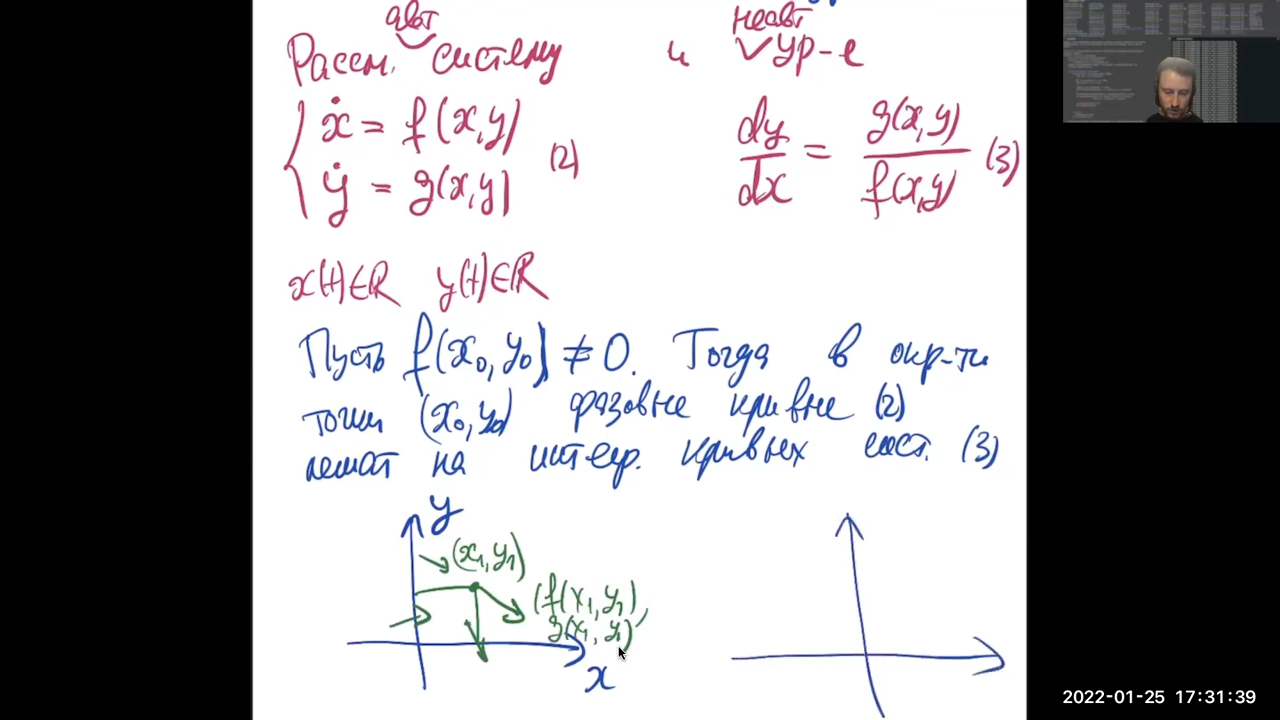 авт
неавт
Рассм. систему и ур-е
ẋ = f(x,y)
ẏ = g(x,y)
(2)
dy/dx = g(x,y)/f(x,y) (3)
x(t)∈ℝ y(t)∈ℝ
Пусть f(x₀,y₀) ≠ 0. Тогда в окр-ти
точки (x₀,y₀) фазовые кривые (2)
лежат на интегр. кривых (3)
y
(x₁,y₁)
(f(x₁,y₁),
g(x₁,y₁))
x
2022-01-25 17:31:39